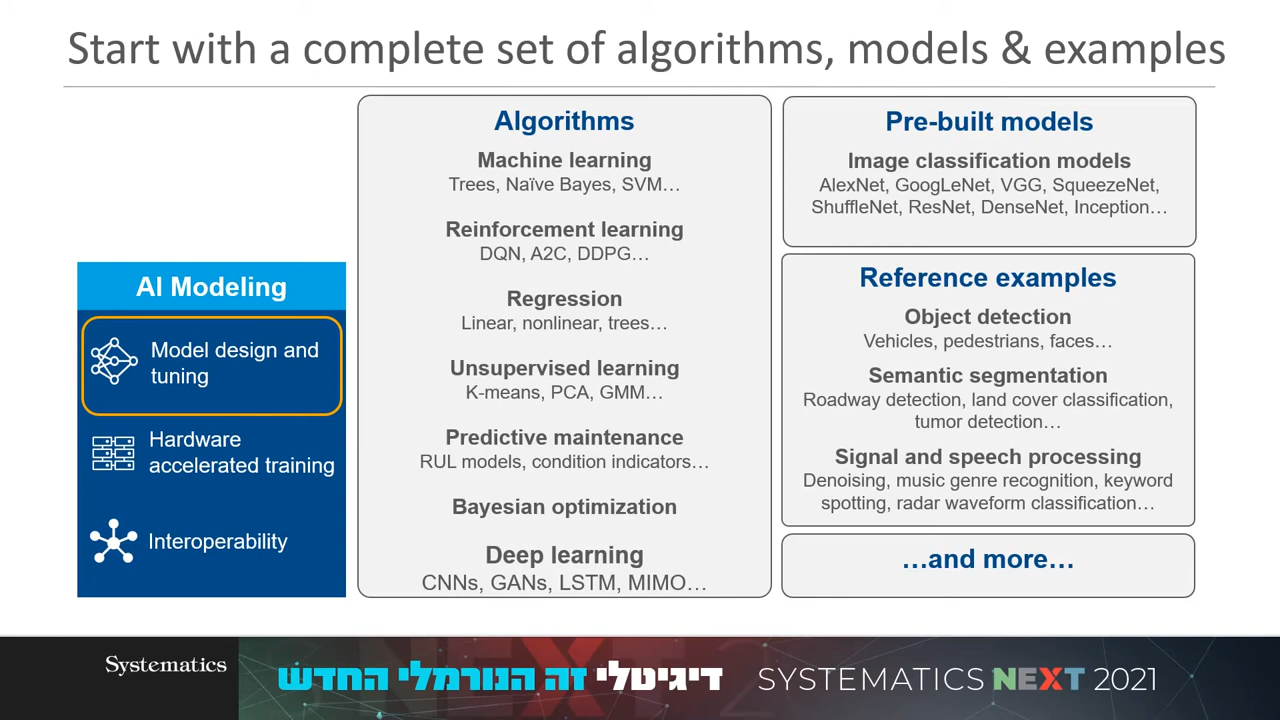 Start with a complete set of algorithms, models & examples
AI Modeling
Model design and
tuning
Hardware
accelerated training
Interoperability
Algorithms
Machine learning
Trees, Naïve Bayes, SVM…
Reinforcement learning
DQN, A2C, DDPG…
Regression
Linear, nonlinear, trees…
Unsupervised learning
K-means, PCA, GMM…
Predictive maintenance
RUL models, condition indicators…
Bayesian optimization
Deep learning
CNNs, GANs, LSTM, MIMO…
Pre-built models
Image classification models
AlexNet, GoogLeNet, VGG, SqueezeNet,
ShuffleNet, ResNet, DenseNet, Inception…
Reference examples
Object detection
Vehicles, pedestrians, faces…
Semantic segmentation
Roadway detection, land cover classification,
tumor detection…
Signal and speech processing
Denoising, music genre recognition, keyword
spotting, radar waveform classification…
…and more…
Systematics
דיגיטלי זה הנורמלי החדש
SYSTEMATICS NEXT 2021